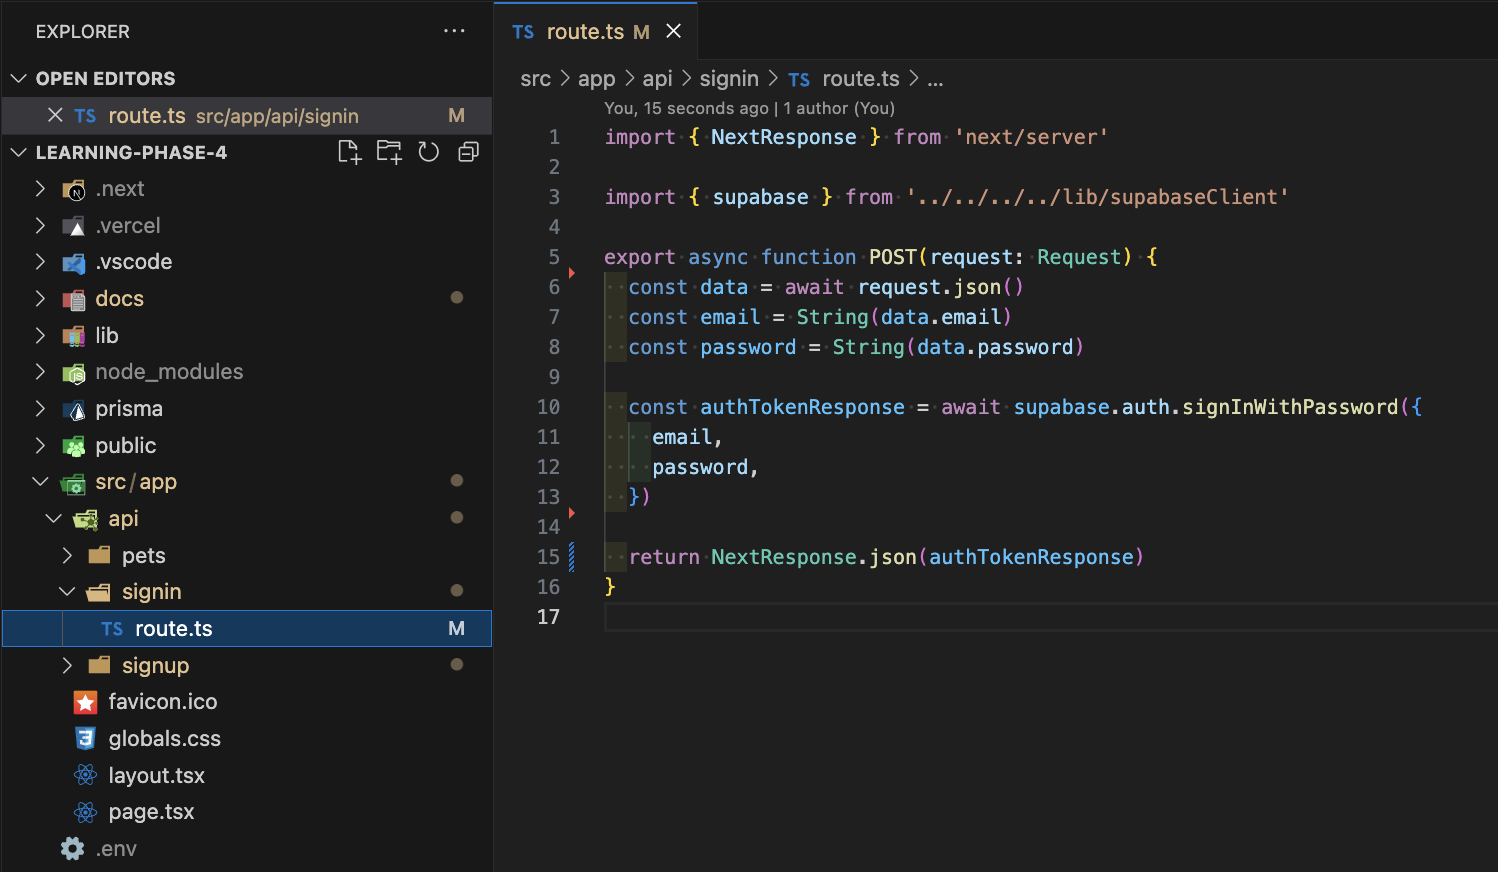 EXPLORER
OPEN EDITORS
TS route.ts src/app/api/signin M
LEARNING-PHASE-4
.next
.vercel
.vscode
docs
lib
node_modules
prisma
public
src/app
api
pets
signin
TS route.ts M
signup
favicon.ico
globals.css
layout.tsx
page.tsx
.env
TS route.ts M
src > app > api > signin > TS route.ts > ...
You, 15 seconds ago | 1 author (You)
1 import { NextResponse } from 'next/server'
2
3 import { supabase } from '../../../../lib/supabaseClient'
4
5 export async function POST(request: Request) {
6 const data = await request.json()
7 const email = String(data.email)
8 const password = String(data.password)
9
10 const authTokenResponse = await supabase.auth.signInWithPassword({
11 email,
12 password,
13 })
14
15 return NextResponse.json(authTokenResponse)
16 }
17